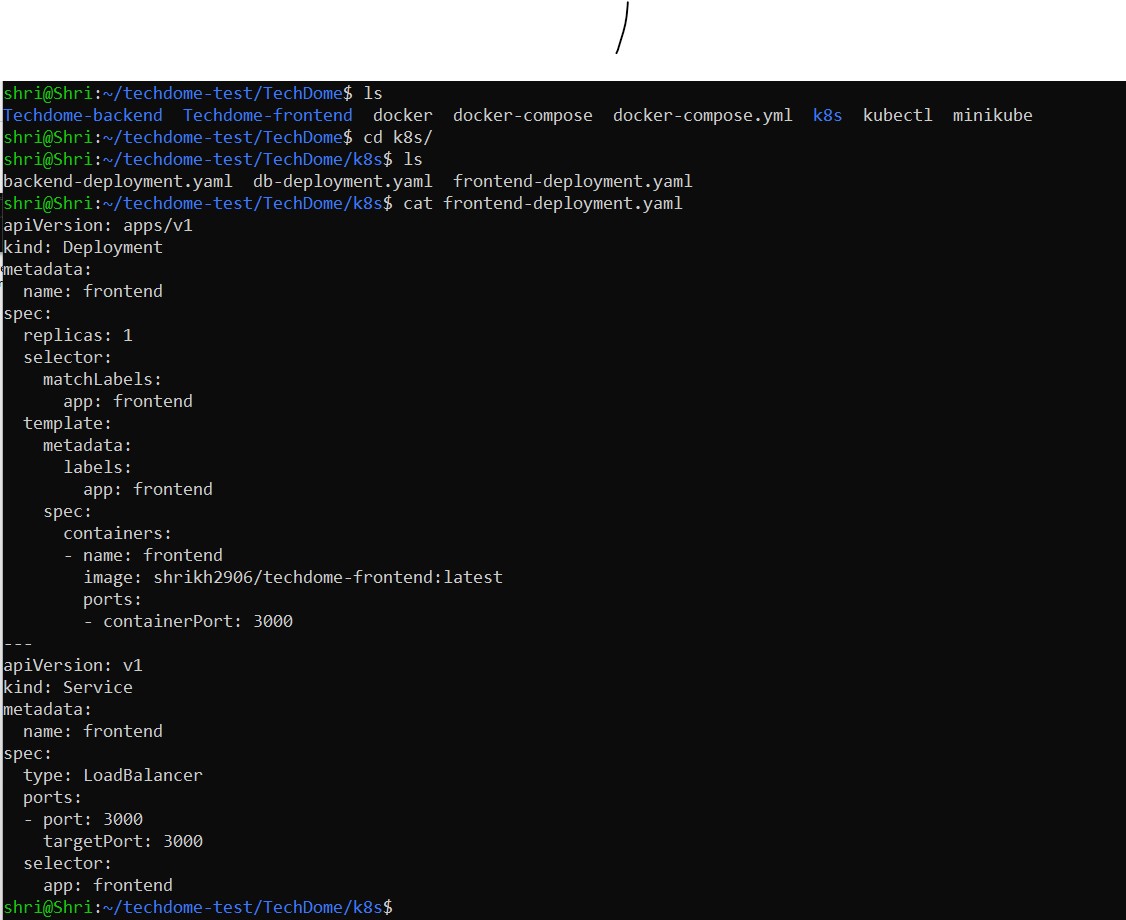 shri@Shri:~/techdome-test/TechDome$ ls
Techdome-backend  Techdome-frontend  docker  docker-compose  docker-compose.yml  k8s  kubectl  minikube
shri@Shri:~/techdome-test/TechDome$ cd k8s/
shri@Shri:~/techdome-test/TechDome/k8s$ ls
backend-deployment.yaml  db-deployment.yaml  frontend-deployment.yaml
shri@Shri:~/techdome-test/TechDome/k8s$ cat frontend-deployment.yaml
apiVersion: apps/v1
kind: Deployment
metadata:
  name: frontend
spec:
  replicas: 1
  selector:
    matchLabels:
      app: frontend
  template:
    metadata:
      labels:
        app: frontend
    spec:
      containers:
      - name: frontend
        image: shrikh2906/techdome-frontend:latest
        ports:
        - containerPort: 3000
---
apiVersion: v1
kind: Service
metadata:
  name: frontend
spec:
  type: LoadBalancer
  ports:
  - port: 3000
    targetPort: 3000
  selector:
    app: frontend
shri@Shri:~/techdome-test/TechDome/k8s$